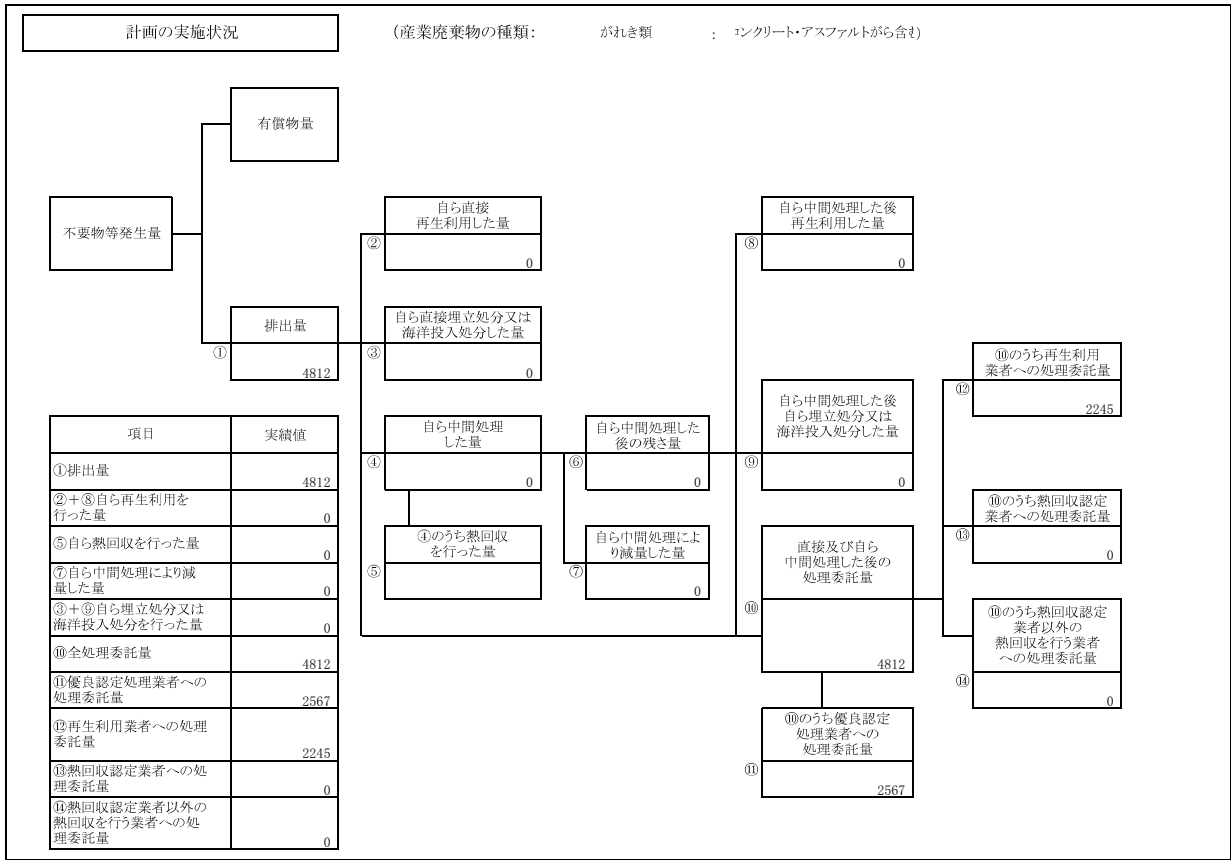 計画の実施状況
(産業廃棄物の種類: がれき類 : コンクリート・アスファルトがら含む)
有償物量
不要物等発生量
排出量
①
4812
自ら直接
再生利用した量
②
0
自ら直接埋立処分又は
海洋投入処分した量
③
0
自ら中間処理
した量
④
0
④のうち熱回収
を行った量
⑤
自ら中間処理した
後の残さ量
⑥
0
自ら中間処理によ
り減量した量
⑦
0
自ら中間処理した後
再生利用した量
⑧
0
自ら中間処理した後
自ら埋立処分又は
海洋投入処分した量
⑨
0
直接及び自ら
中間処理した後の
処理委託量
⑩
4812
⑩のうち優良認定
処理業者への
処理委託量
⑪
2567
⑩のうち再生利用
業者への処理委託量
⑫
2245
⑩のうち熱回収認定
業者への処理委託量
⑬
0
⑩のうち熱回収認定
業者以外の
熱回収を行う業者
への処理委託量
⑭
0
項目 実績値
①排出量
4812
②+⑧自ら再生利用を
行った量
0
⑤自ら熱回収を行った量
0
⑦自ら中間処理により減
量した量
0
③+⑨自ら埋立処分又は
海洋投入処分を行った量
0
⑩全処理委託量
4812
⑪優良認定処理業者への
処理委託量
2567
⑫再生利用業者への処理
委託量
2245
⑬熱回収認定業者への処
理委託量
0
⑭熱回収認定業者以外の
熱回収を行う業者への処
理委託量
0